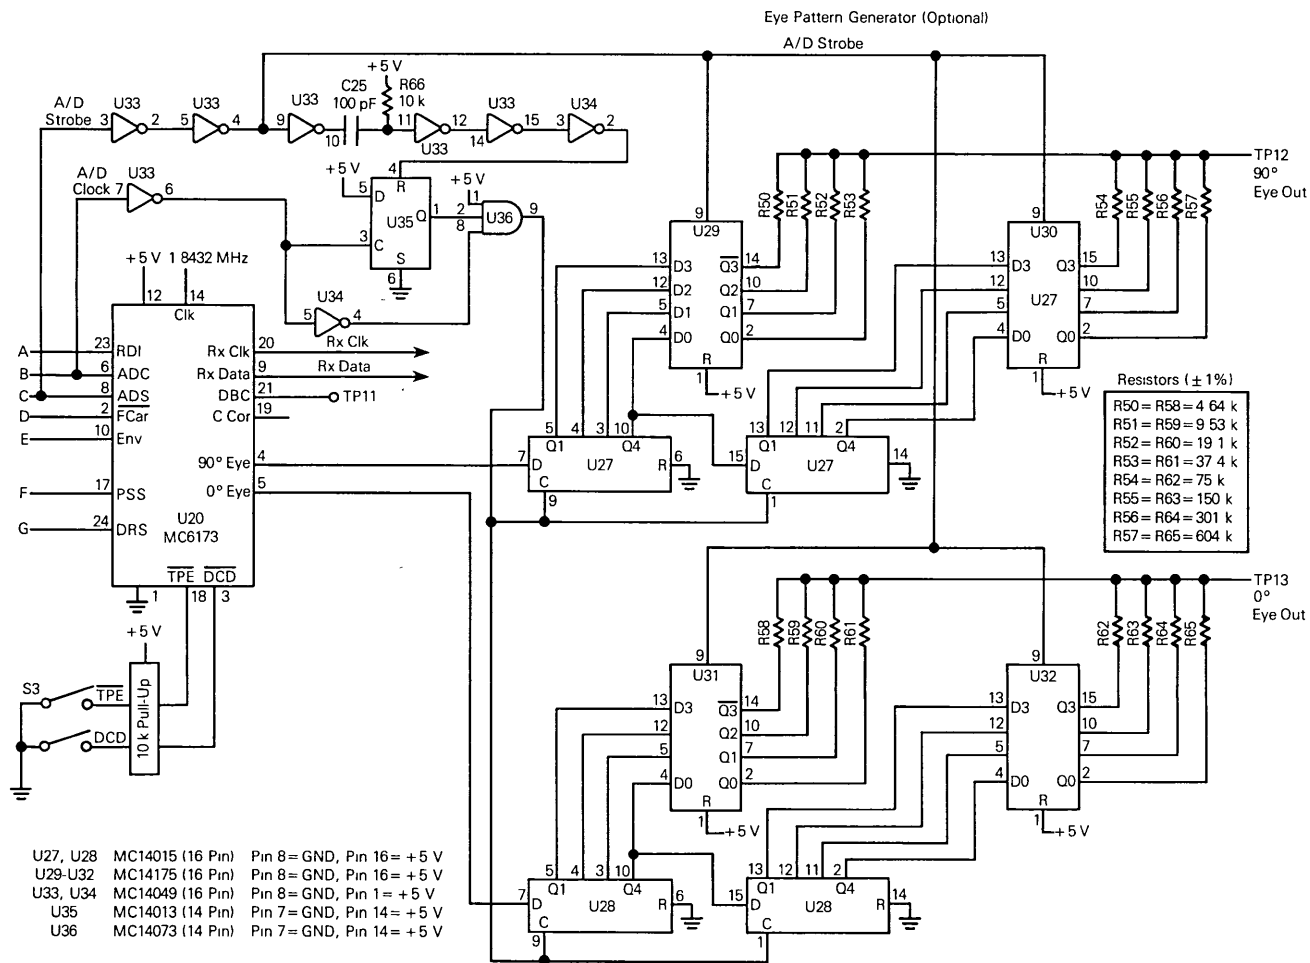 Eye Pattern Generator (Optional)
A/D Strobe
A/D
Strobe
3 U33 2
5 U33 4
9 U33 10
C25
100 pF
+5 V
R66
10 k
11 U33 12
14 U33 15
3 U34 2
A/D
Clock 7 U33 6
+5 V
5 D
4 R
U35
Q 1
3 C
S
6
+5 V
1
2
8
U36
9
5 U34 4
+5 V 1 8432 MHz
12 14
Clk
A 23 RDI
B 6 ADC
C 8 ADS
D 2 FCar
E 10 Env
F 17 PSS
G 24 DRS
Rx Clk 20 Rx Clk
Rx Data 9 Rx Data
DBC 21 TP11
C Cor 19
90° Eye 4
0° Eye 5
U20
MC6173
TPE DCD
1 18 3
+5 V
10 k Pull-Up
S3
TPE
DCD
9
U29
13 D3 Q3 14
12 D2 Q2 10
5 D1 Q1 7
4 D0 Q0 2
R
1 +5 V
R50 R51 R52 R53
9
U30
13 D3 Q3 15
12 10
U27
5 7
4 D0 Q0 2
R
1 +5 V
R54 R55 R56 R57
TP12
90°
Eye Out
5 4 3 10
Q1 Q4
7 D U27 R 6
C
9
13 12 11 2
Q1 Q4
15 D U27 14
C
1
Resistors (±1%)
R50=R58=4 64 k
R51=R59=9 53 k
R52=R60=19 1 k
R53=R61=37 4 k
R54=R62=75 k
R55=R63=150 k
R56=R64=301 k
R57=R65=604 k
9
U31
13 D3 Q3 14
12 Q2 10
5 Q1 7
4 D0 Q0 2
R
1 +5 V
R58 R59 R60 R61
9
U32
13 D3 Q3 15
12 10
5 7
4 D0 Q0 2
R
1 +5 V
R62 R63 R64 R65
TP13
0°
Eye Out
5 4 3 10
Q1 Q4
7 D U28 R 6
C
9
13 12 11 2
Q1 Q4
15 D U28 R 14
C
1
U27, U28 MC14015 (16 Pin) Pin 8=GND, Pin 16=+5 V
U29-U32 MC14175 (16 Pin) Pin 8=GND, Pin 16=+5 V
U33, U34 MC14049 (16 Pin) Pin 8=GND, Pin 1=+5 V
U35 MC14013 (14 Pin) Pin 7=GND, Pin 14=+5 V
U36 MC14073 (14 Pin) Pin 7=GND, Pin 14=+5 V